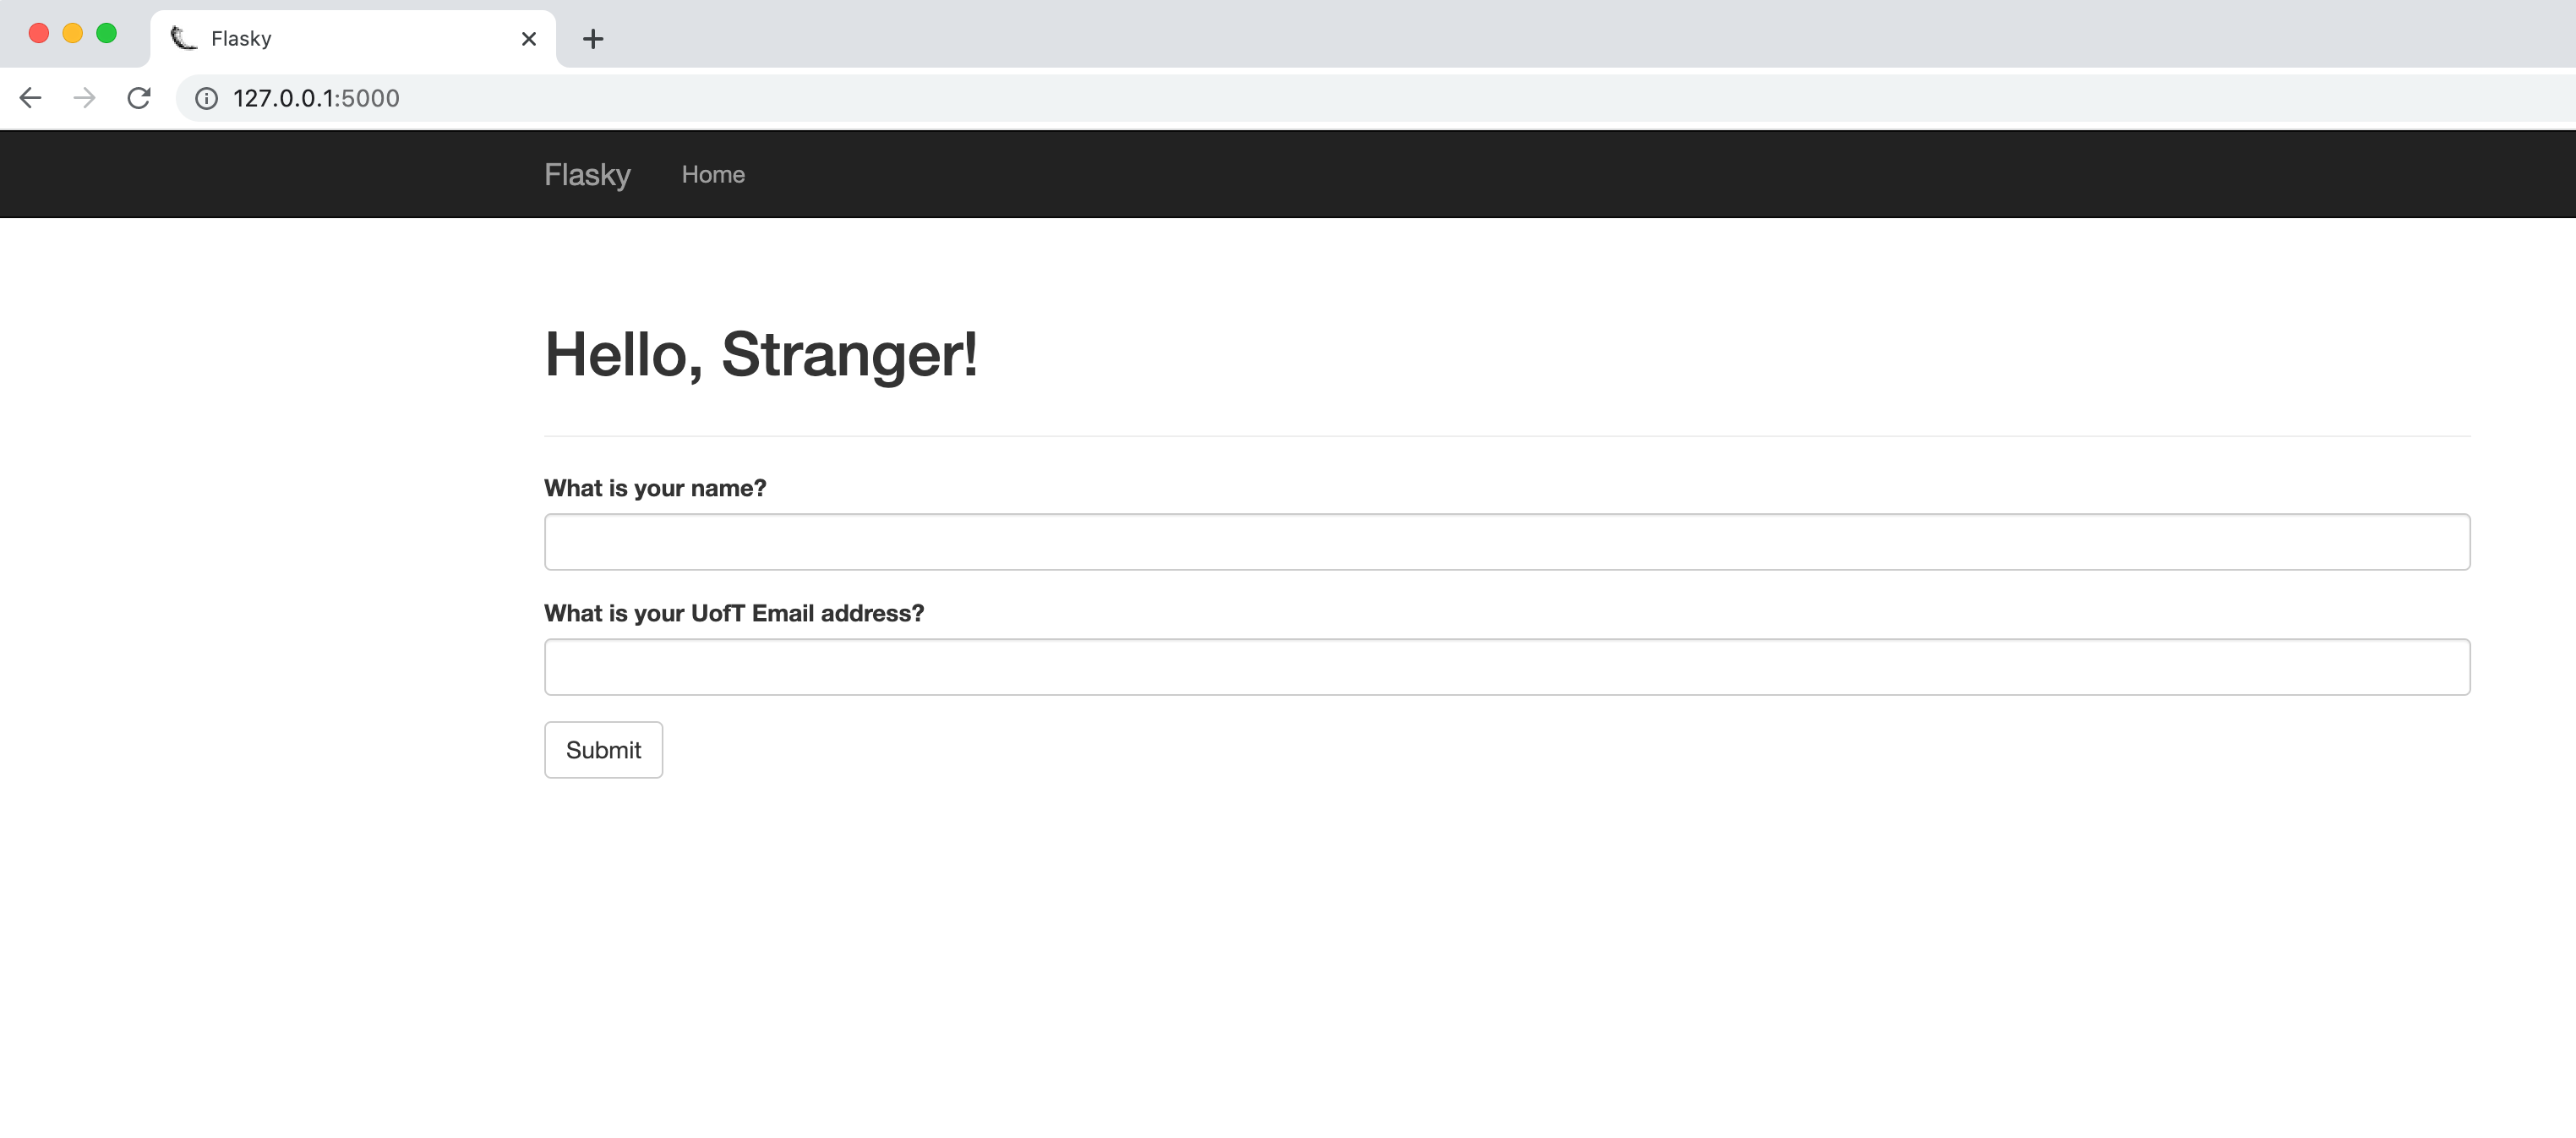 Flasky
127.0.0.1:5000
Flasky Home
Hello, Stranger!
What is your name?
What is your UofT Email address?
Submit